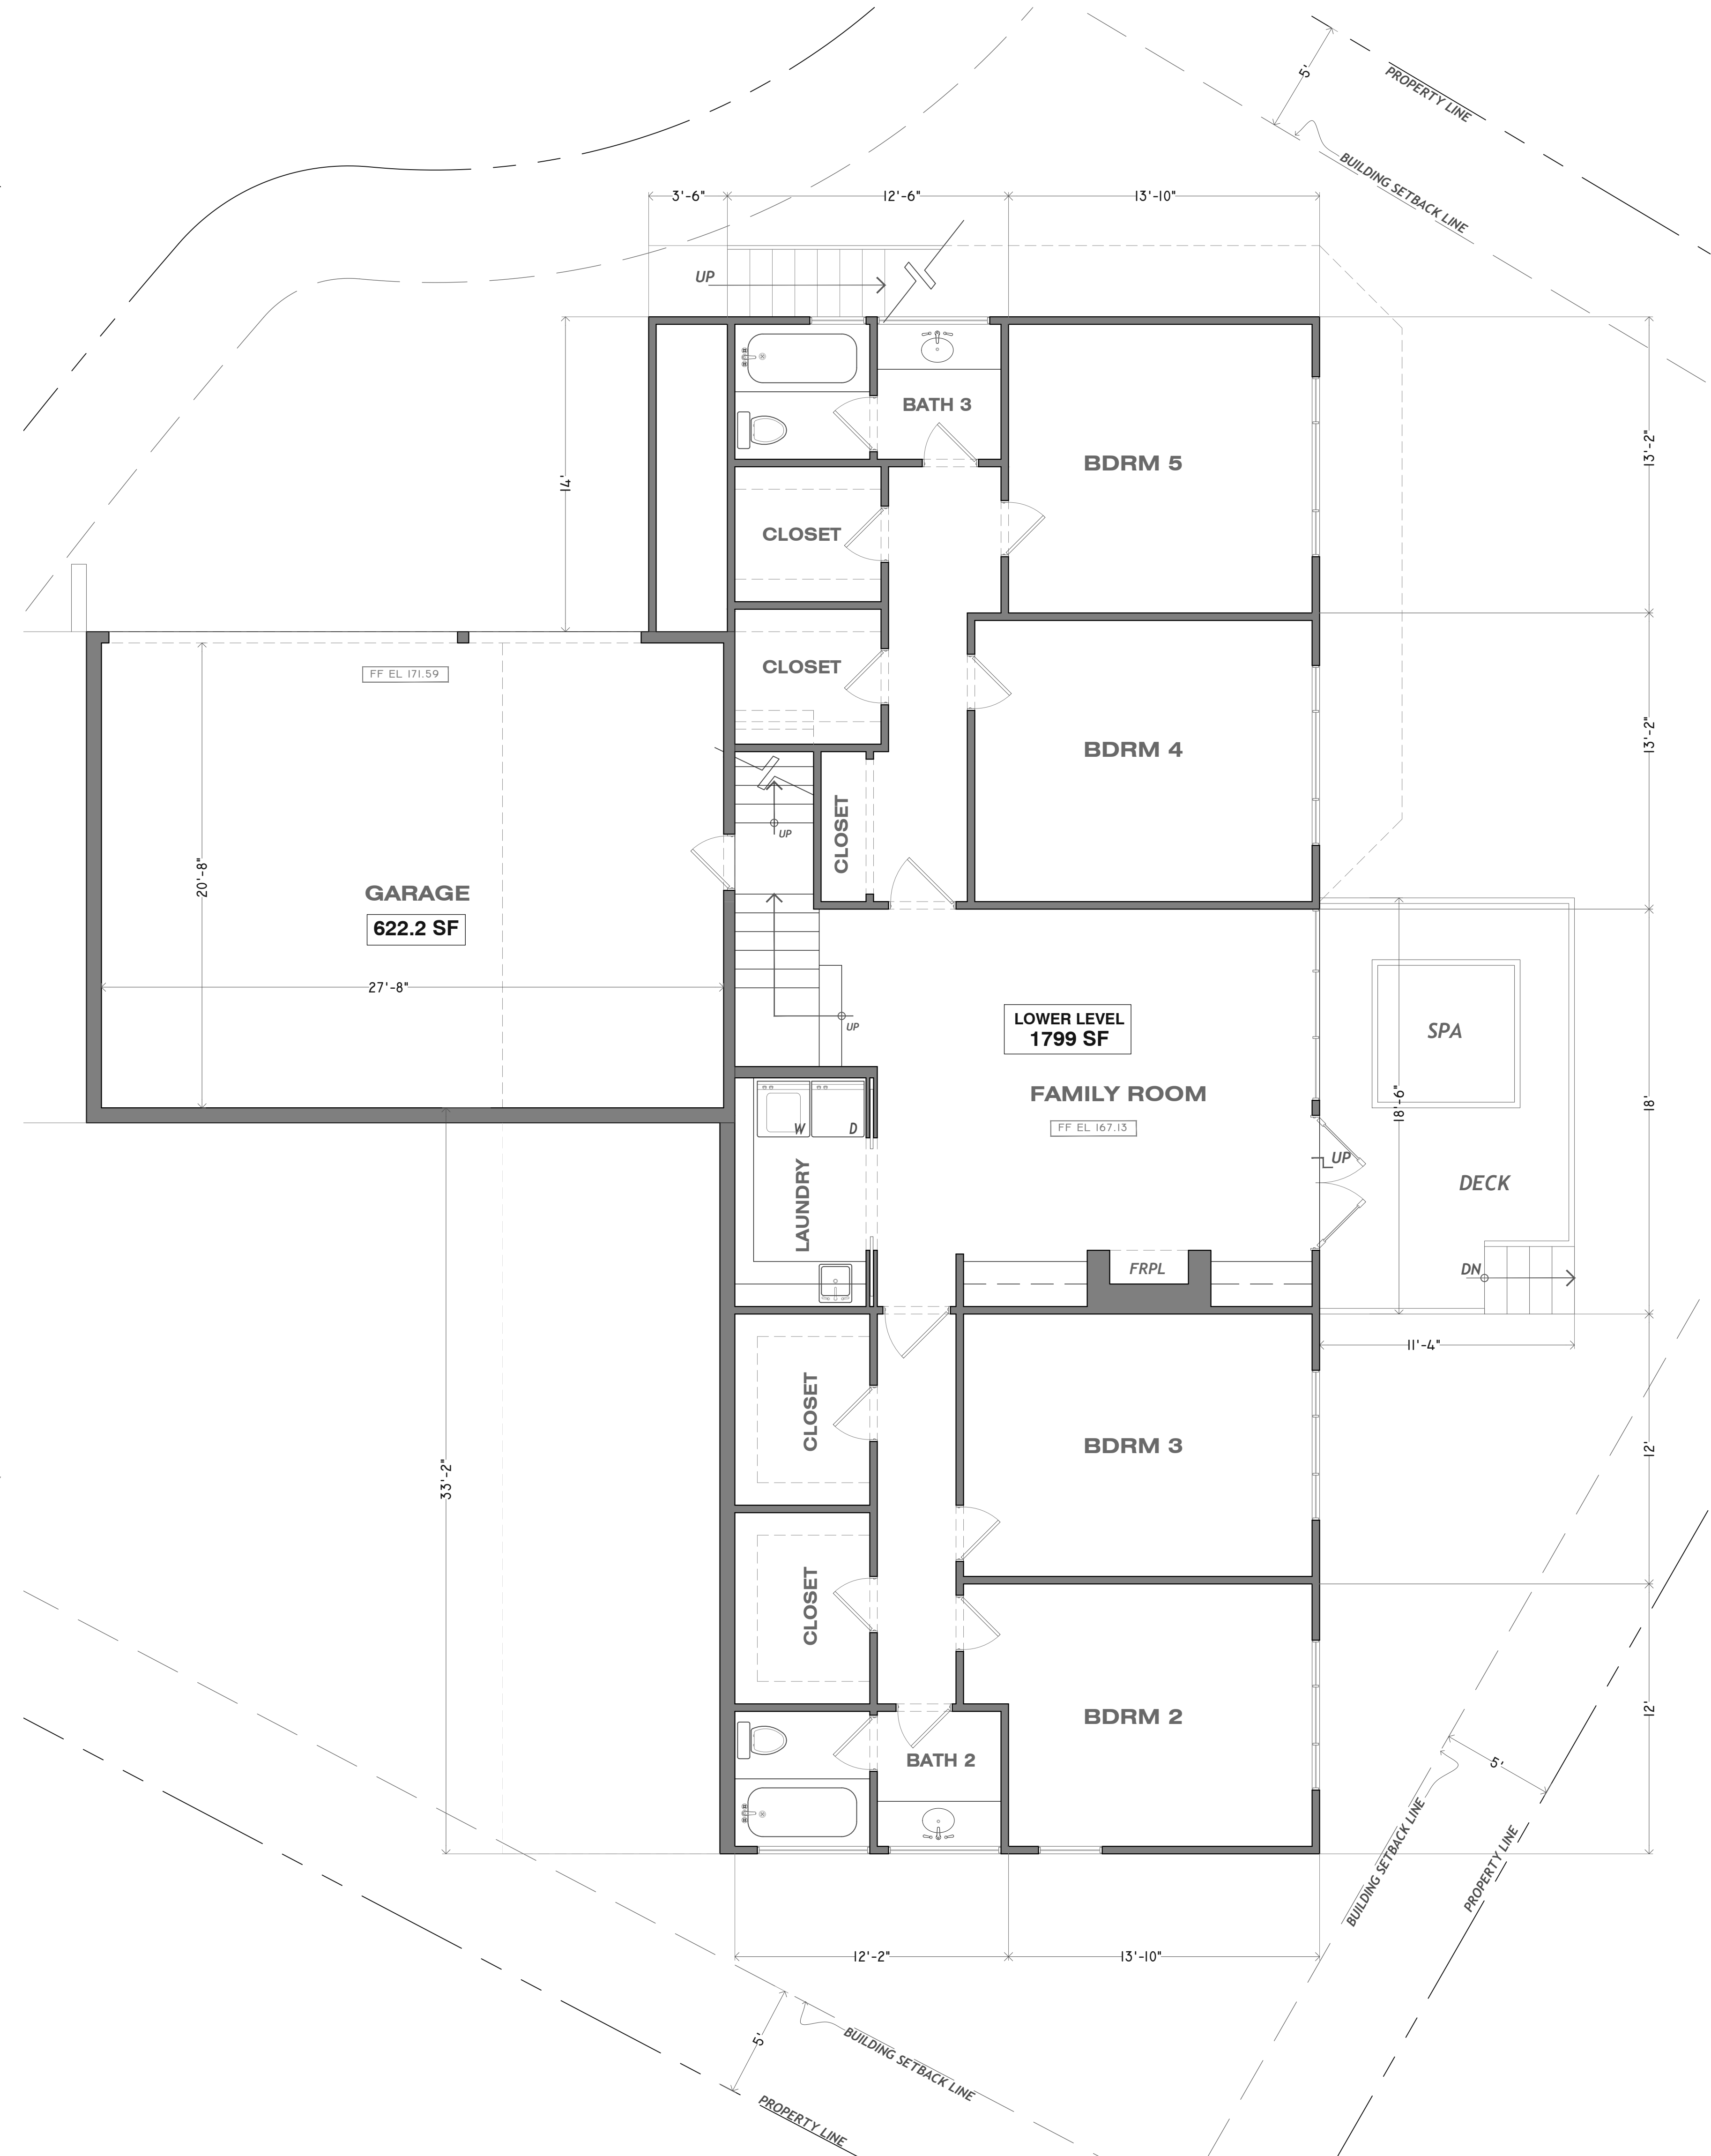 5'
PROPERTY LINE
BUILDING SETBACK LINE
3'-6"
12'-6"
13'-10"
UP
14'
BATH 3
BDRM 5
13'-2"
CLOSET
CLOSET
FF EL 171.59
BDRM 4
13'-2"
UP
CLOSET
20'-8"
GARAGE
622.2 SF
27'-8"
UP
LOWER LEVEL
1799 SF
SPA
FAMILY ROOM
FF EL 167.13
18'-6"
18'
W
D
UP
DECK
LAUNDRY
FRPL
DN
11'-4"
CLOSET
BDRM 3
12'
33'-2"
CLOSET
BDRM 2
12'
BATH 2
5'
BUILDING SETBACK LINE
PROPERTY LINE
12'-2"
13'-10"
5'
BUILDING SETBACK LINE
PROPERTY LINE